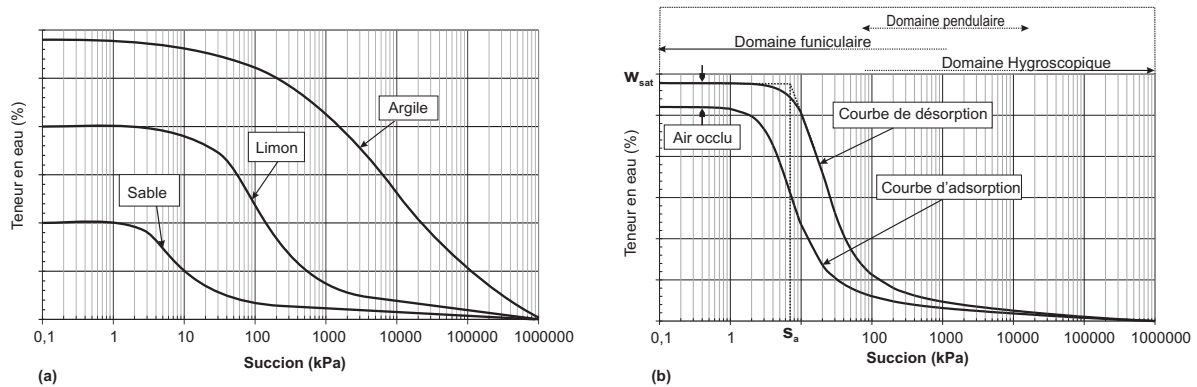 Teneur en eau (%)
Argile
Limon
Sable
0,1 1 10 100 1000 10000 100000 1000000
Succion (kPa)
(a)
Domaine pendulaire
Domaine funiculaire
Domaine Hygroscopique
Wsat
Teneur en eau (%)
Courbe de désorption
Air occlu
Courbe d'adsorption
0,1 1 Sa 100 1000 10000 100000 1000000
Succion (kPa)
(b)